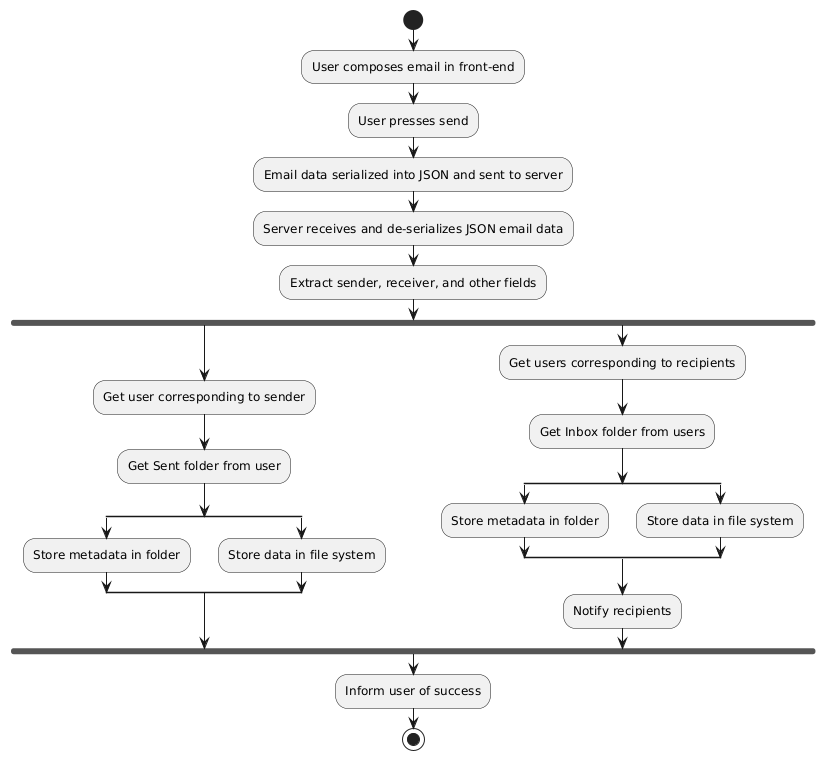 User composes email in front-end
User presses send
Email data serialized into JSON and sent to server
Server receives and de-serializes JSON email data
Extract sender, receiver, and other fields
Get user corresponding to sender
Get Sent folder from user
Store metadata in folder
Store data in file system
Get users corresponding to recipients
Get Inbox folder from users
Store metadata in folder
Store data in file system
Notify recipients
Inform user of success